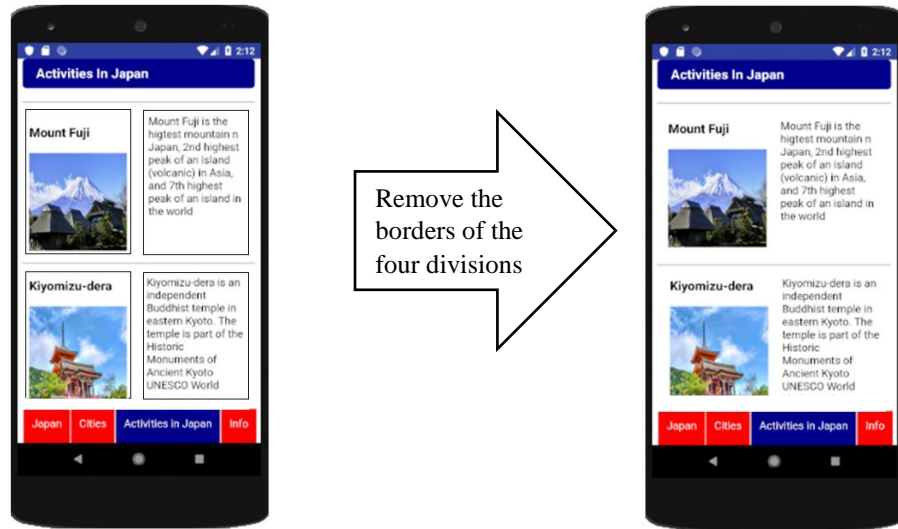 2:12
Activities In Japan
Mount Fuji
Mount Fuji is the
higtest mountain n
Japan, 2nd highest
peak of an island
(volcanic) in Asia,
and 7th highest
peak of an island in
the world
Kiyomizu-dera
Kiyomizu-dera is an
independent
Buddhist temple in
eastern Kyoto. The
temple is part of the
Historic
Monuments of
Ancient Kyoto
UNESCO World
Japan Cities Activities in Japan Info
Remove the
borders of the
four divisions
2:12
Activities In Japan
Mount Fuji
Mount Fuji is the
higtest mountain n
Japan, 2nd highest
peak of an island
(volcanic) in Asia,
and 7th highest
peak of an island in
the world
Kiyomizu-dera
Kiyomizu-dera is an
independent
Buddhist temple in
eastern Kyoto. The
temple is part of the
Historic
Monuments of
Ancient Kyoto
UNESCO World
Japan Cities Activities in Japan Info